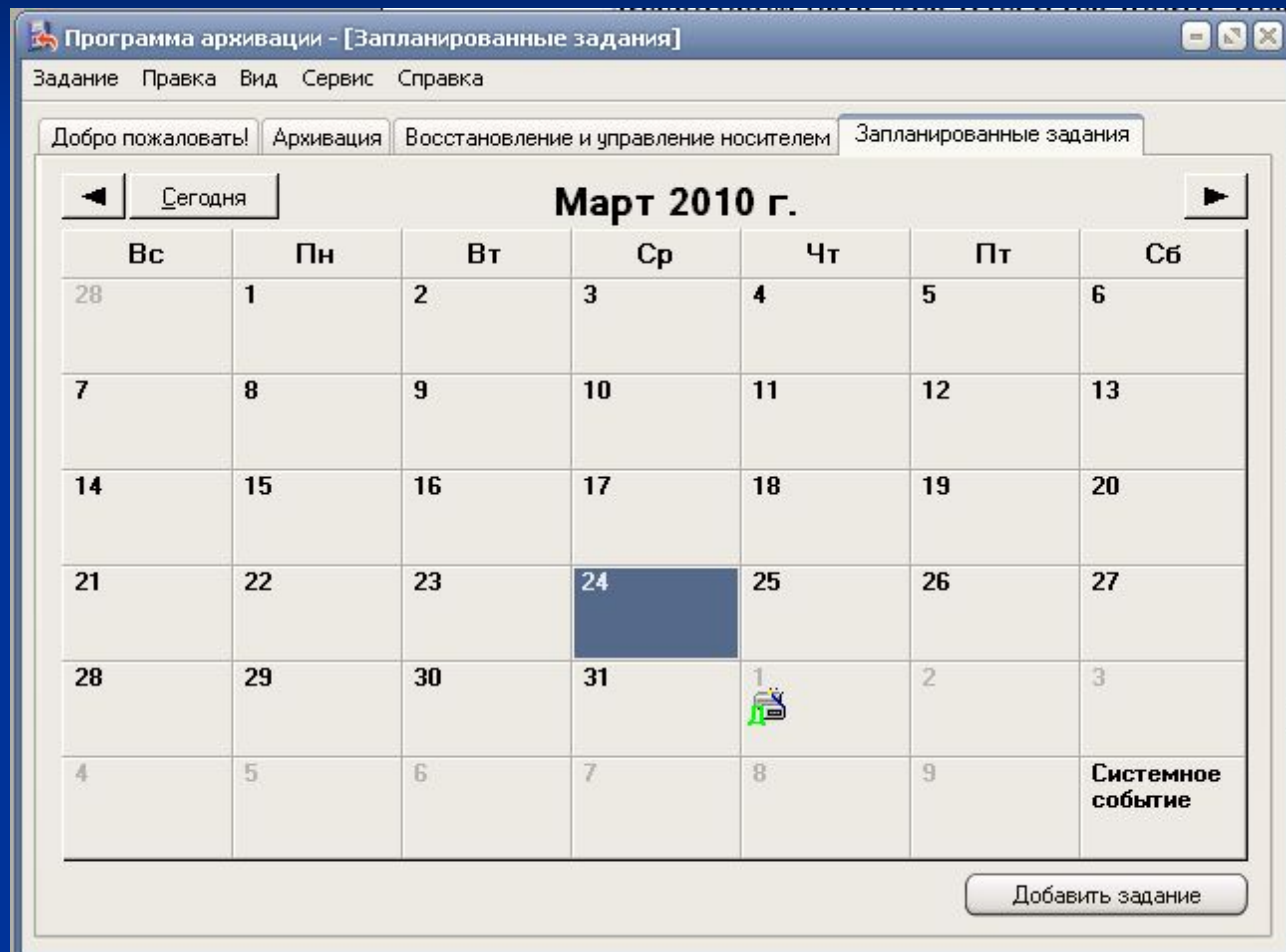 Программа архивации - [Запланированные задания]
Задание Правка Вид Сервис Справка
Добро пожаловать! Архивация Восстановление и управление носителем Запланированные задания
Сегодня Март 2010 г.
Вс Пн Вт Ср Чт Пт Сб
28 1 2 3 4 5 6
7 8 9 10 11 12 13
14 15 16 17 18 19 20
21 22 23 24 25 26 27
28 29 30 31 1 2 3
Д
4 5 6 7 8 9 Системное
событие
Добавить задание